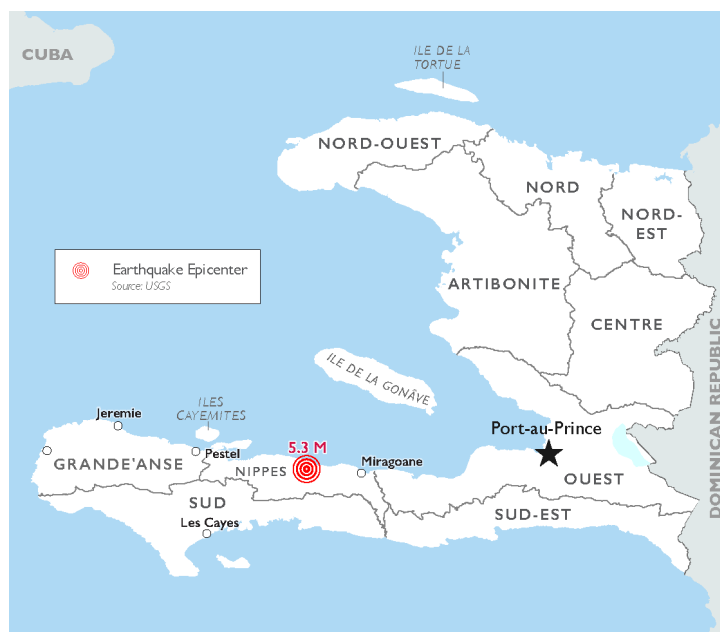 CUBA
ILE DE LA
TORTUE
NORD-OUEST
NORD
NORD-
EST
Earthquake Epicenter
Source: USGS
ARTIBONITE
CENTRE
DOMINICAN REPUBLIC
ILE DE LA GONÂVE
ILES
CAYEMITES
Jeremie
Port-au-Prince
5.3 M
Pestel
Miragoane
GRANDE'ANSE
NIPPES
OUEST
SUD
SUD-EST
Les Cayes